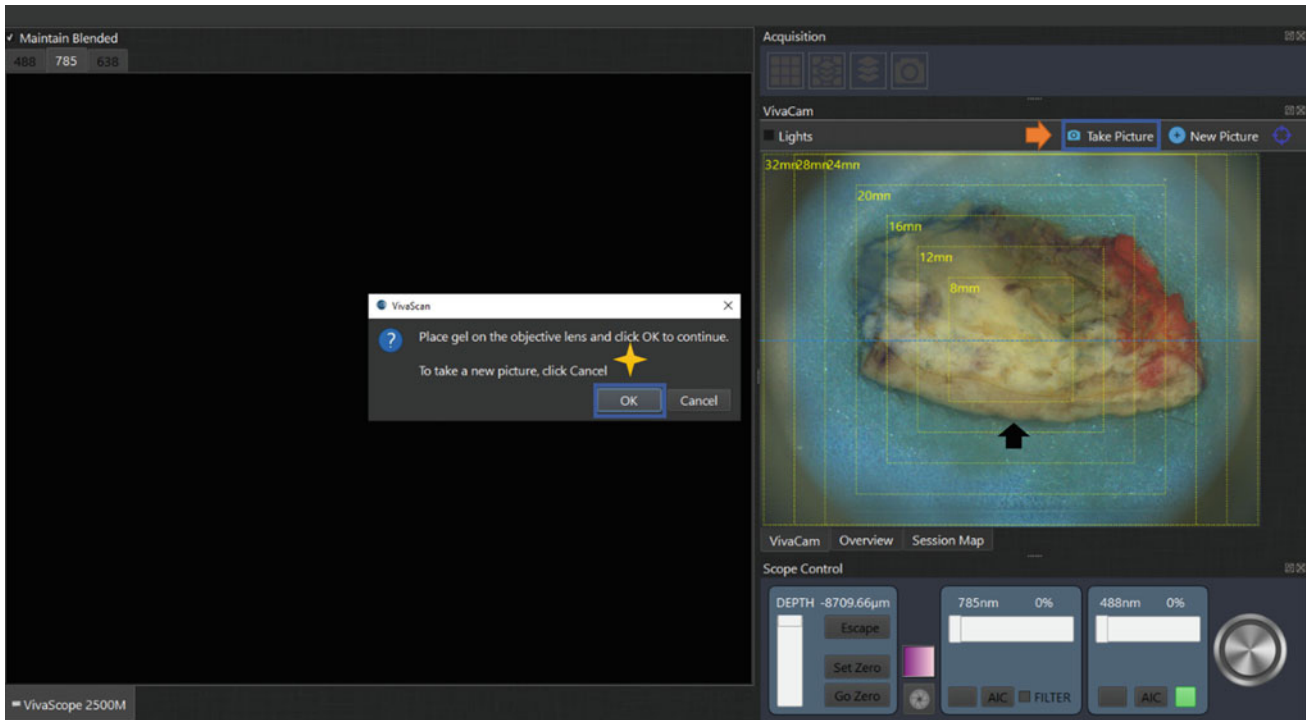 Maintain Blended
488 785 638
Acquisition
VivaCam
Lights
Take Picture
New Picture
32mm28mm24mm
20mm
16mm
12mm
8mm
VivaScan
Place gel on the objective lens and click OK to continue.
To take a new picture, click Cancel
OK Cancel
VivaCam Overview Session Map
Scope Control
DEPTH -8709.66µm
Escape
Set Zero
Go Zero
785nm 0%
AIC FILTER
488nm 0%
AIC
VivaScope 2500M